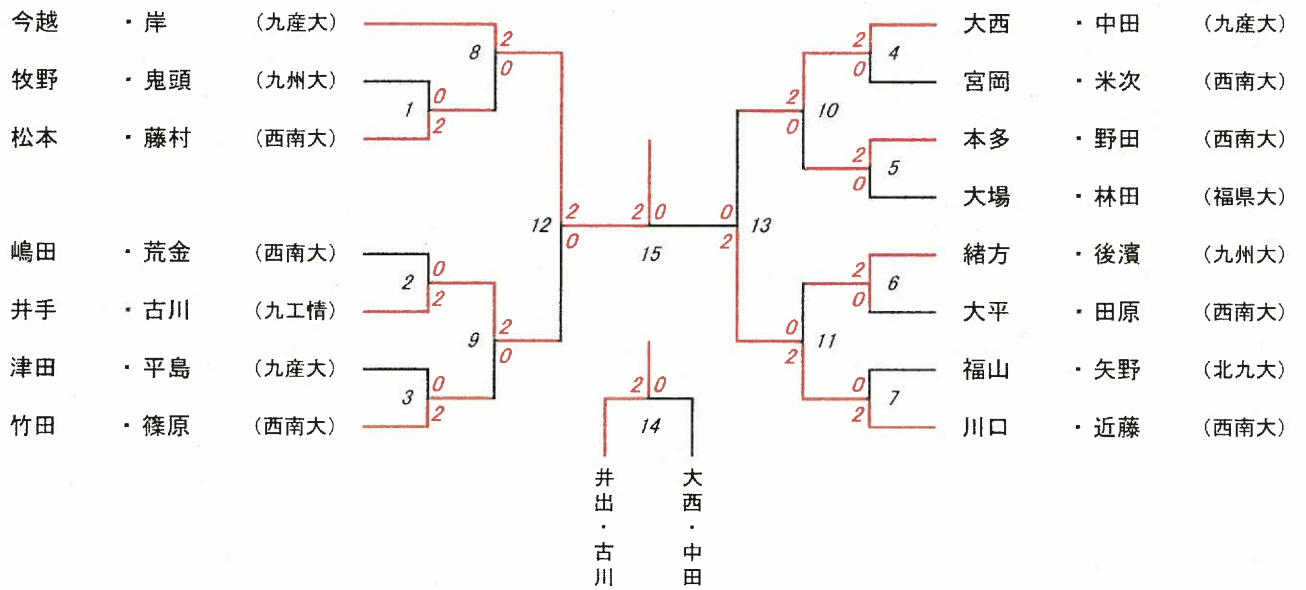 今越 ・ 岸 （九産大）
牧野 ・ 鬼頭 （九州大）
松本 ・ 藤村 （西南大）
嶋田 ・ 荒金 （西南大）
井手 ・ 古川 （九工情）
津田 ・ 平島 （九産大）
竹田 ・ 篠原 （西南大）
8
2
0
1
0
2
2
0
2
9
2
0
3
0
2
12
2
0
2 0
15
0
2
13
2 0
14
井出・古川
大西・中田
2
0
10
0
2
11
2
0
4
2
0
5
2
0
6
0
2
7
大西 ・ 中田 （九産大）
宮岡 ・ 米次 （西南大）
本多 ・ 野田 （西南大）
大場 ・ 林田 （福県大）
緒方 ・ 後濱 （九州大）
大平 ・ 田原 （西南大）
福山 ・ 矢野 （北九大）
川口 ・ 近藤 （西南大）